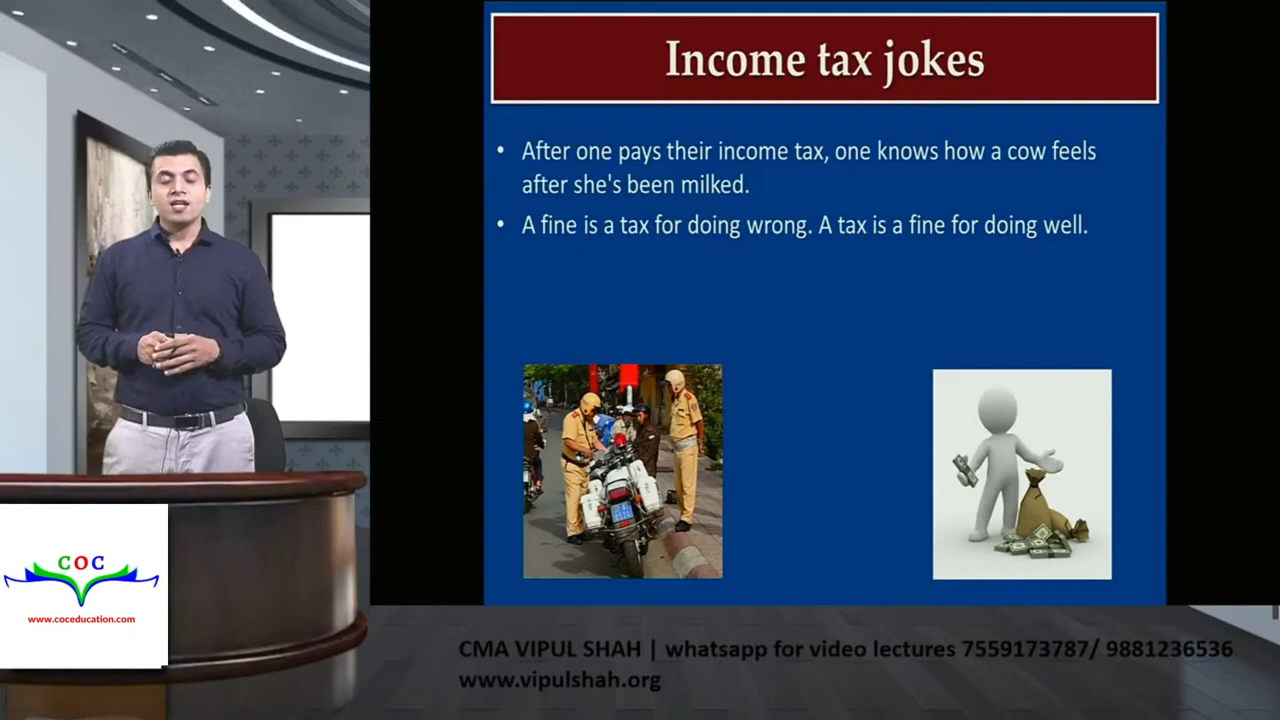 Income tax jokes
• After one pays their income tax, one knows how a cow feels
after she's been milked.
• A fine is a tax for doing wrong. A tax is a fine for doing well.
COC
www.coceducation.com
CMA VIPUL SHAH | whatsapp for video lectures 7559173787/ 9881236536
www.vipulshah.org